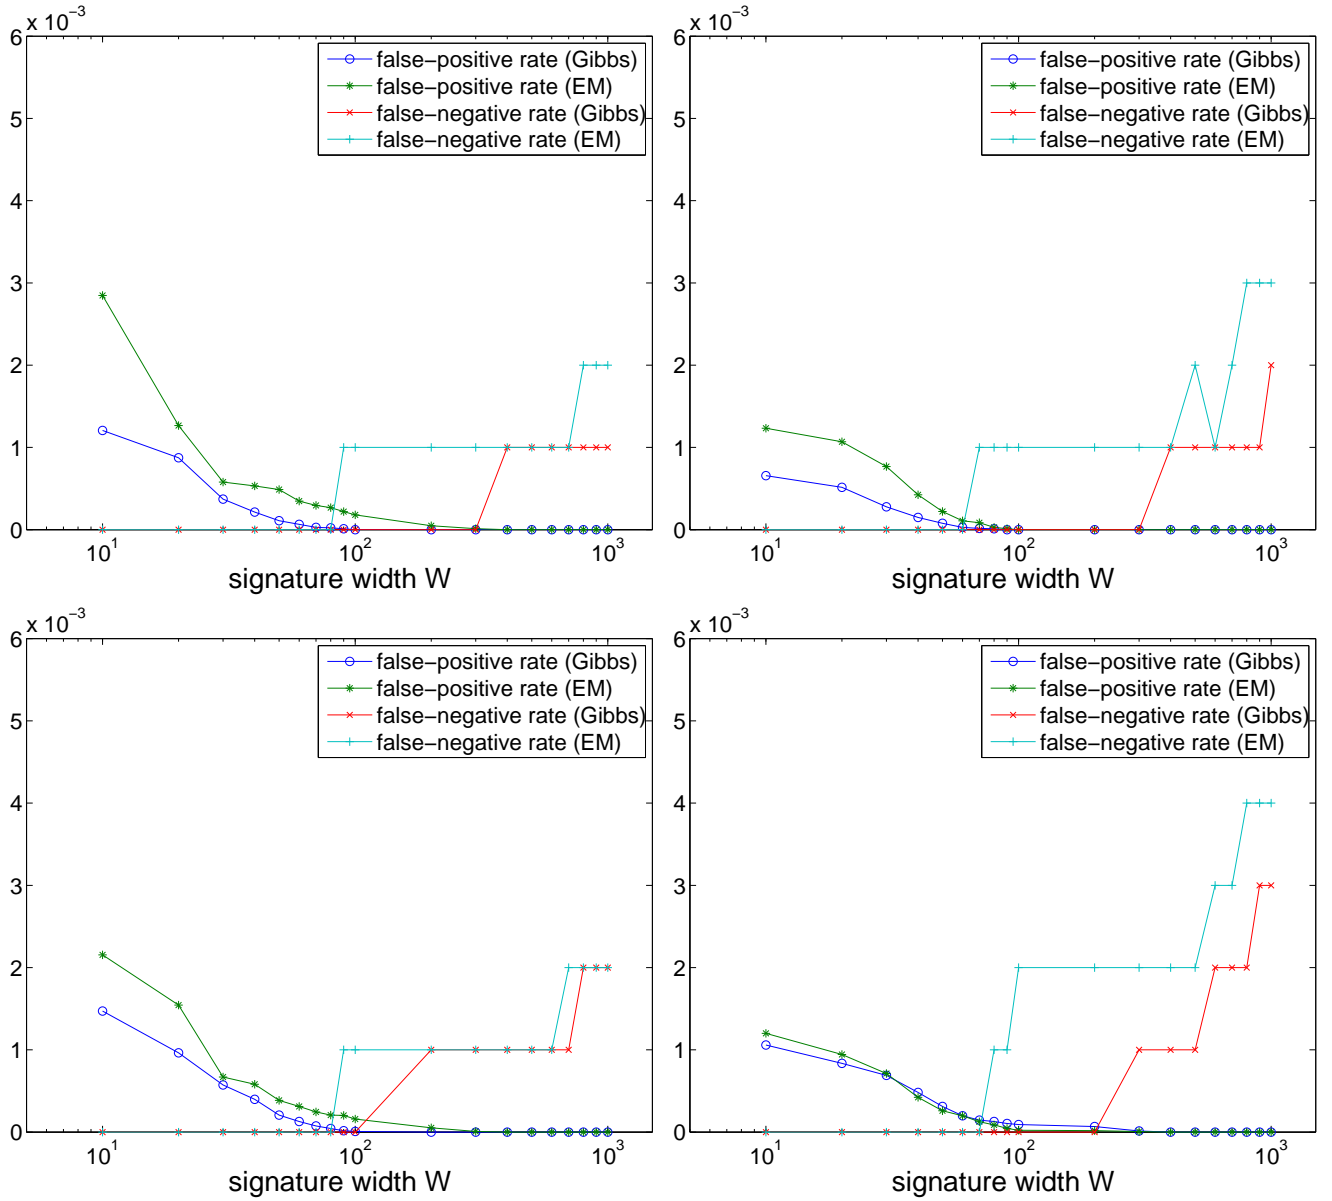 x 10−3
6
5
4
3
2
1
0
false−positive rate (Gibbs)
false−positive rate (EM)
false−negative rate (Gibbs)
false−negative rate (EM)
10^1 10^2 10^3
signature width W
x 10−3
6
5
4
3
2
1
0
false−positive rate (Gibbs)
false−positive rate (EM)
false−negative rate (Gibbs)
false−negative rate (EM)
10^1 10^2 10^3
signature width W
x 10−3
6
5
4
3
2
1
0
false−positive rate (Gibbs)
false−positive rate (EM)
false−negative rate (Gibbs)
false−negative rate (EM)
10^1 10^2 10^3
signature width W
x 10−3
6
5
4
3
2
1
0
false−positive rate (Gibbs)
false−positive rate (EM)
false−negative rate (Gibbs)
false−negative rate (EM)
10^1 10^2 10^3
signature width W